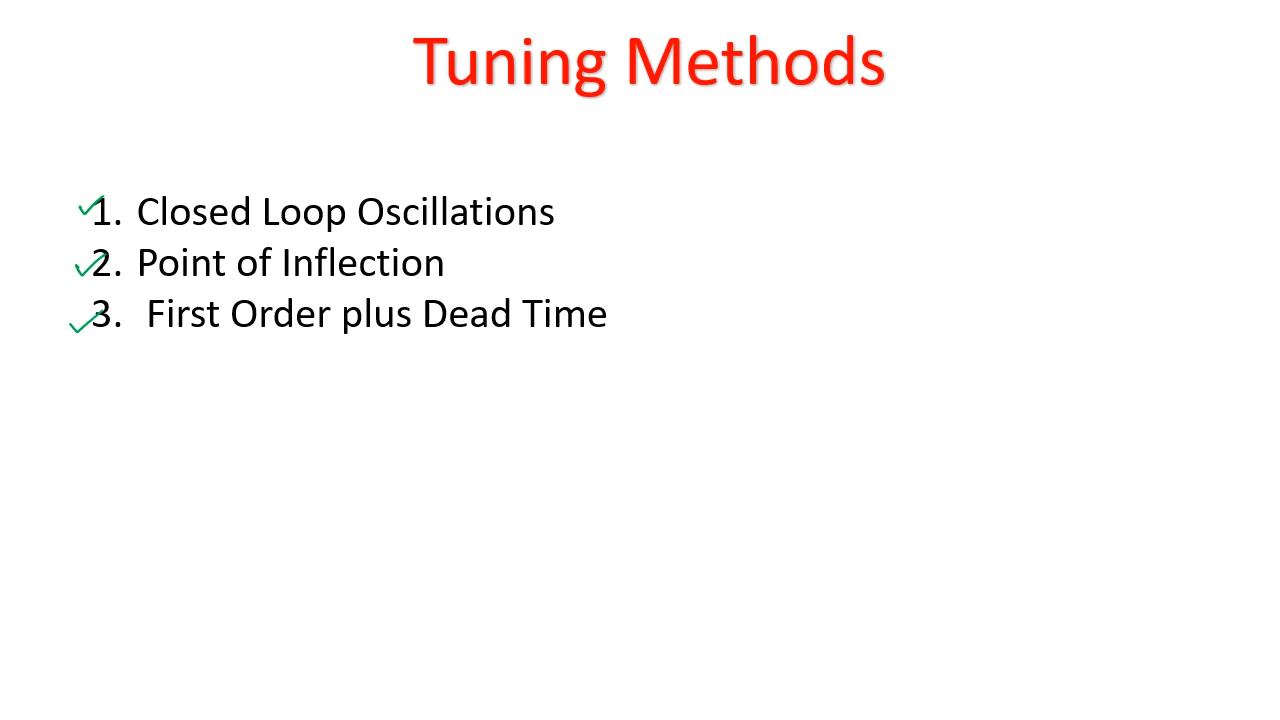 Tuning Methods
1. Closed Loop Oscillations
2. Point of Inflection
3. First Order plus Dead Time